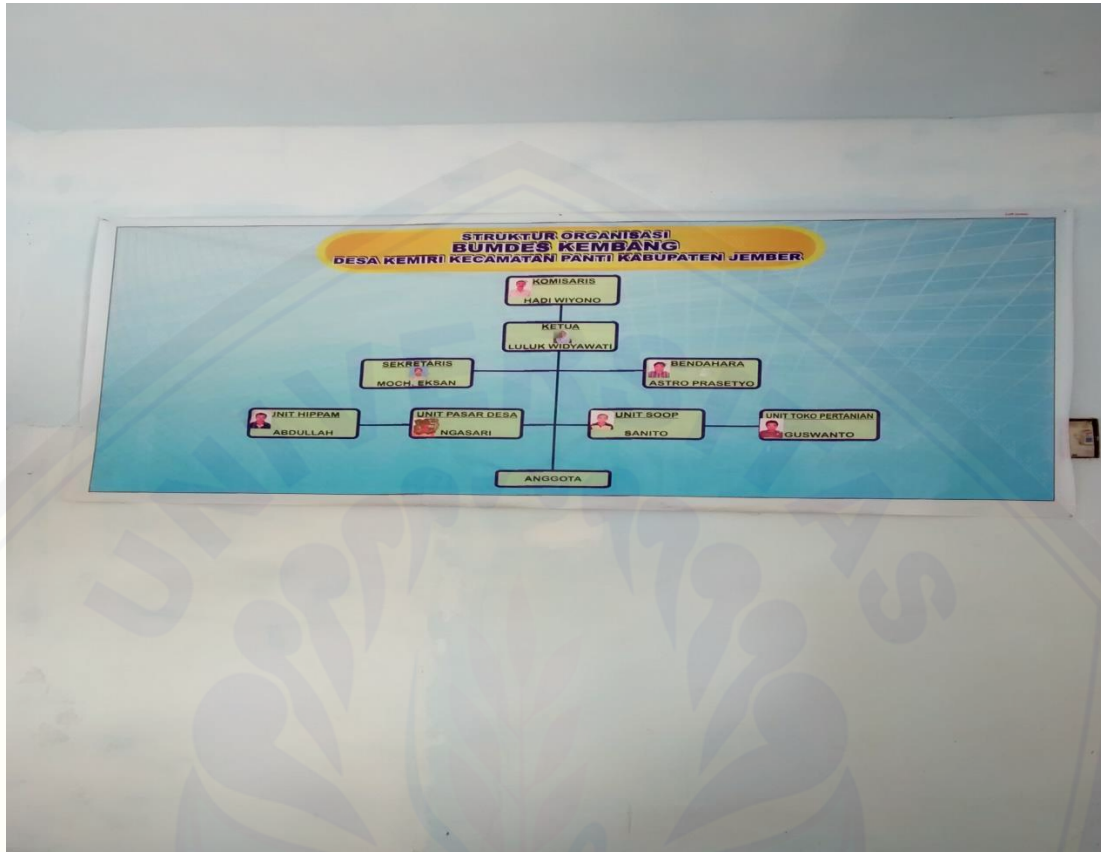 STRUKTUR ORGANISASI
BUMDES KEMBANG
DESA KEMIRI KECAMATAN PANTI KABUPATEN JEMBER
KOMISARIS
HADI WIYONO
KETUA
LULUK WIDYAWATI
SEKRETARIS
MOCH. EKSAN
BENDAHARA
ASTRO PRASETYO
UNIT HIPPAM
ABDULLAH
UNIT PASAR DESA
NGASARI
UNIT SOOP
SANITO
UNIT TOKO PERTANIAN
GUSWANTO
ANGGOTA
UNIVERSITAS